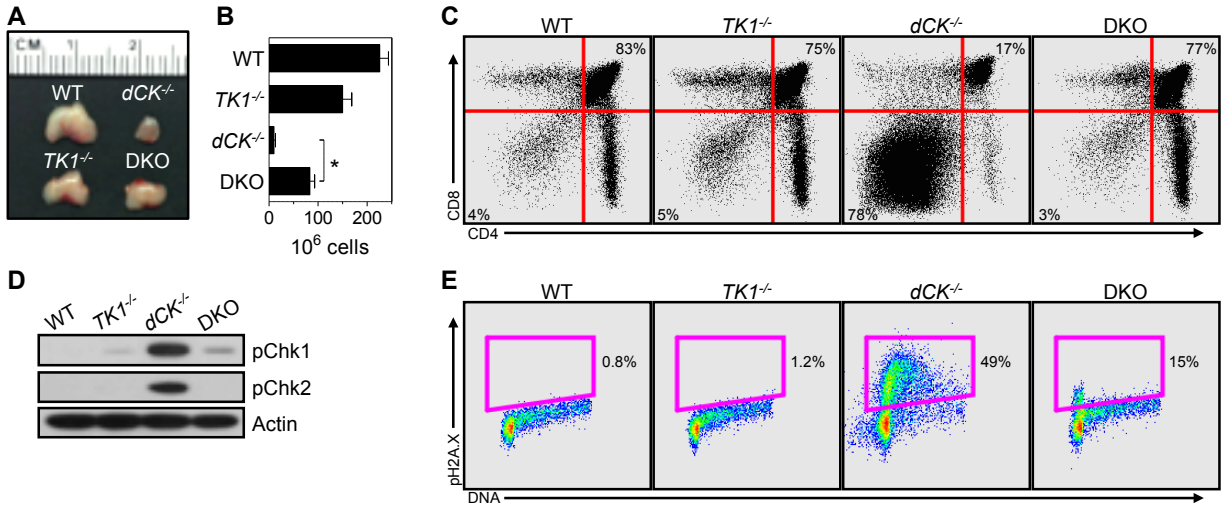 A
CM 1 2
WT dCK-/-
TK1-/- DKO
B
WT
TK1-/-
dCK-/-
DKO
*
0 100 200
10^6 cells
C
WT TK1-/- dCK-/- DKO
83% 75% 17% 77%
CD8
4% 5% 78% 3%
CD4
D
WT TK1-/- dCK-/- DKO
pChk1
pChk2
Actin
E
WT TK1-/- dCK-/- DKO
0.8% 1.2% 49% 15%
pH2A.X
DNA